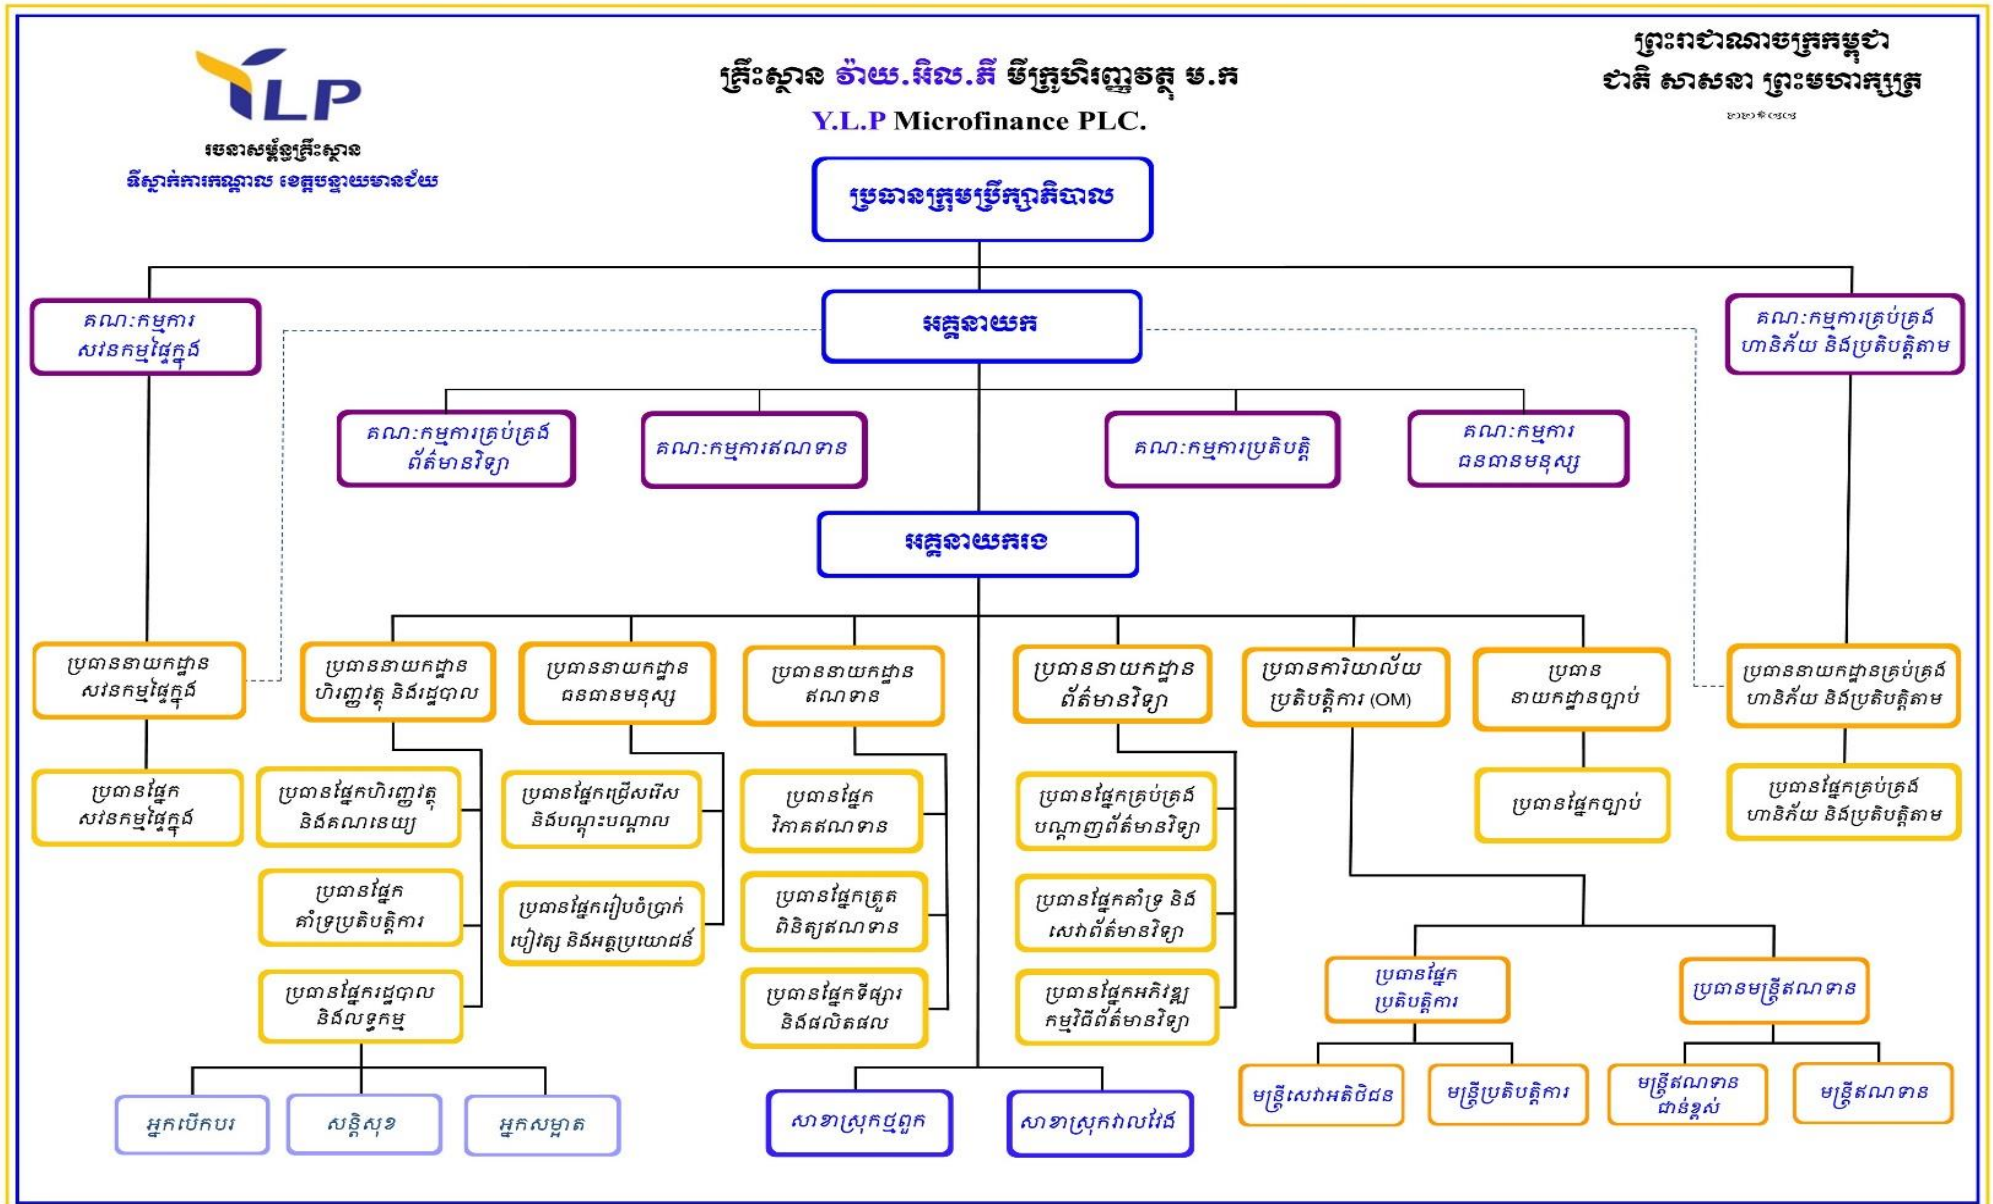 YLP
រចនាសម្ព័ន្ធគ្រឹះស្ថាន
ទីស្នាក់ការកណ្តាល ខេត្តបន្ទាយមានជ័យ
គ្រឹះស្ថាន វ៉ាយ.អិល.ភី មីក្រូហិរញ្ញវត្ថុ ម.ក
Y.L.P Microfinance PLC.
ព្រះរាជាណាចក្រកម្ពុជា
ជាតិ សាសនា ព្រះមហាក្សត្រ
ប្រធានក្រុមប្រឹក្សាភិបាល
គណៈកម្មការ
សវនកម្មផ្ទៃក្នុង
អគ្គនាយក
គណៈកម្មការគ្រប់គ្រង
ហានិភ័យ និងប្រតិបត្តិតាម
គណៈកម្មការគ្រប់គ្រង
ព័ត៌មានវិទ្យា
គណៈកម្មការឥណទាន
គណៈកម្មការប្រតិបត្តិ
គណៈកម្មការ
ធនធានមនុស្ស
អគ្គនាយករង
ប្រធាននាយកដ្ឋាន
សវនកម្មផ្ទៃក្នុង
ប្រធាននាយកដ្ឋាន
ហិរញ្ញវត្ថុ និងរដ្ឋបាល
ប្រធាននាយកដ្ឋាន
ធនធានមនុស្ស
ប្រធាននាយកដ្ឋាន
ឥណទាន
ប្រធាននាយកដ្ឋាន
ព័ត៌មានវិទ្យា
ប្រធានការិយាល័យ
ប្រតិបត្តិការ (OM)
ប្រធាន
នាយកដ្ឋានច្បាប់
ប្រធាននាយកដ្ឋានគ្រប់គ្រង
ហានិភ័យ និងប្រតិបត្តិតាម
ប្រធានផ្នែក
សវនកម្មផ្ទៃក្នុង
ប្រធានផ្នែកហិរញ្ញវត្ថុ
និងគណនេយ្យ
ប្រធានផ្នែកជ្រើសរើស
និងបណ្តុះបណ្តាល
ប្រធានផ្នែក
វិភាគឥណទាន
ប្រធានផ្នែកគ្រប់គ្រង
បណ្តាញព័ត៌មានវិទ្យា
ប្រធានផ្នែកច្បាប់
ប្រធានផ្នែកគ្រប់គ្រង
ហានិភ័យ និងប្រតិបត្តិតាម
ប្រធានផ្នែក
គាំទ្រប្រតិបត្តិការ
ប្រធានផ្នែករៀបចំប្រាក់
បៀវត្ស និងអត្ថប្រយោជន៍
ប្រធានផ្នែកត្រួត
ពិនិត្យឥណទាន
ប្រធានផ្នែកគាំទ្រ និង
សេវាព័ត៌មានវិទ្យា
ប្រធានផ្នែករដ្ឋបាល
និងលទ្ធកម្ម
ប្រធានផ្នែកទីផ្សារ
និងផលិតផល
ប្រធានផ្នែកអភិវឌ្ឍ
កម្មវិធីព័ត៌មានវិទ្យា
ប្រធានផ្នែក
ប្រតិបត្តិការ
ប្រធានមន្ត្រីឥណទាន
អ្នកបើកបរ
សន្តិសុខ
អ្នកសម្អាត
សាខាស្រុកថ្មពួក
សាខាស្រុកវាលវែង
មន្ត្រីសេវាអតិថិជន
មន្ត្រីប្រតិបត្តិការ
មន្ត្រីឥណទាន
ជាន់ខ្ពស់
មន្ត្រីឥណទាន